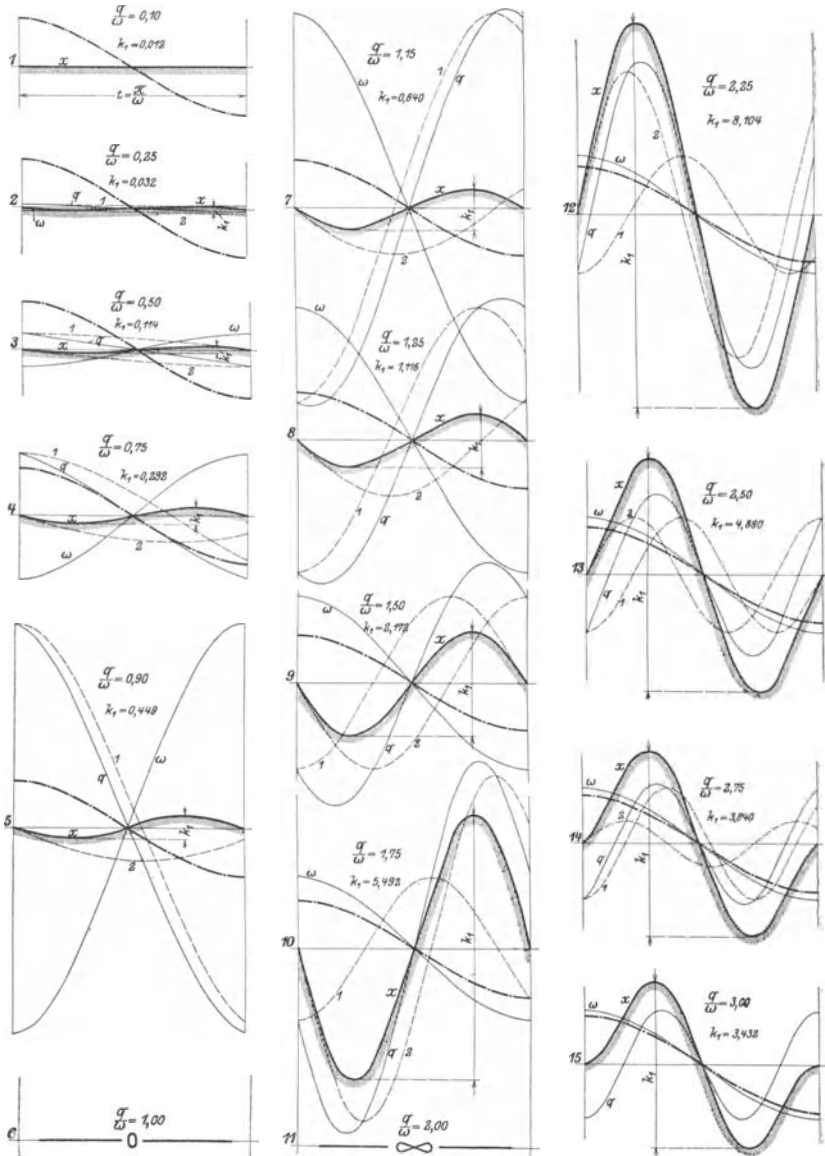 q/ω = 0,10
k₁ = 0,012
1 x
t = π/ω
q/ω = 0,25
k₁ = 0,032
2 ω q 1 2 x k₁
q/ω = 0,50
k₁ = 0,114
3 1 x q 2 ω k₁
q/ω = 0,75
k₁ = 0,292
4 1 q x ω 2 k₁
q/ω = 0,90
k₁ = 0,449
5 1 q ω x 2 k₁
q/ω = 1,00
6 0
q/ω = 1,15
k₁ = 0,840
7 ω 1 q x 2 k₁
q/ω = 1,25
k₁ = 1,116
8 ω x k₁ 1 q 2
q/ω = 1,50
k₁ = 2,172
9 ω x k₁ 1 q 2
q/ω = 1,75
k₁ = 5,492
10 ω 1 x q 2 k₁
q/ω = 2,00
11 ∞
q/ω = 2,25
k₁ = 8,104
12 x 2 ω q 1 k₁
q/ω = 2,50
k₁ = 4,880
13 ω x 2 q 1 k₁
q/ω = 2,75
k₁ = 3,840
14 ω x 2 q 1 k₁
q/ω = 3,00
k₁ = 3,432
15 ω x q k₁